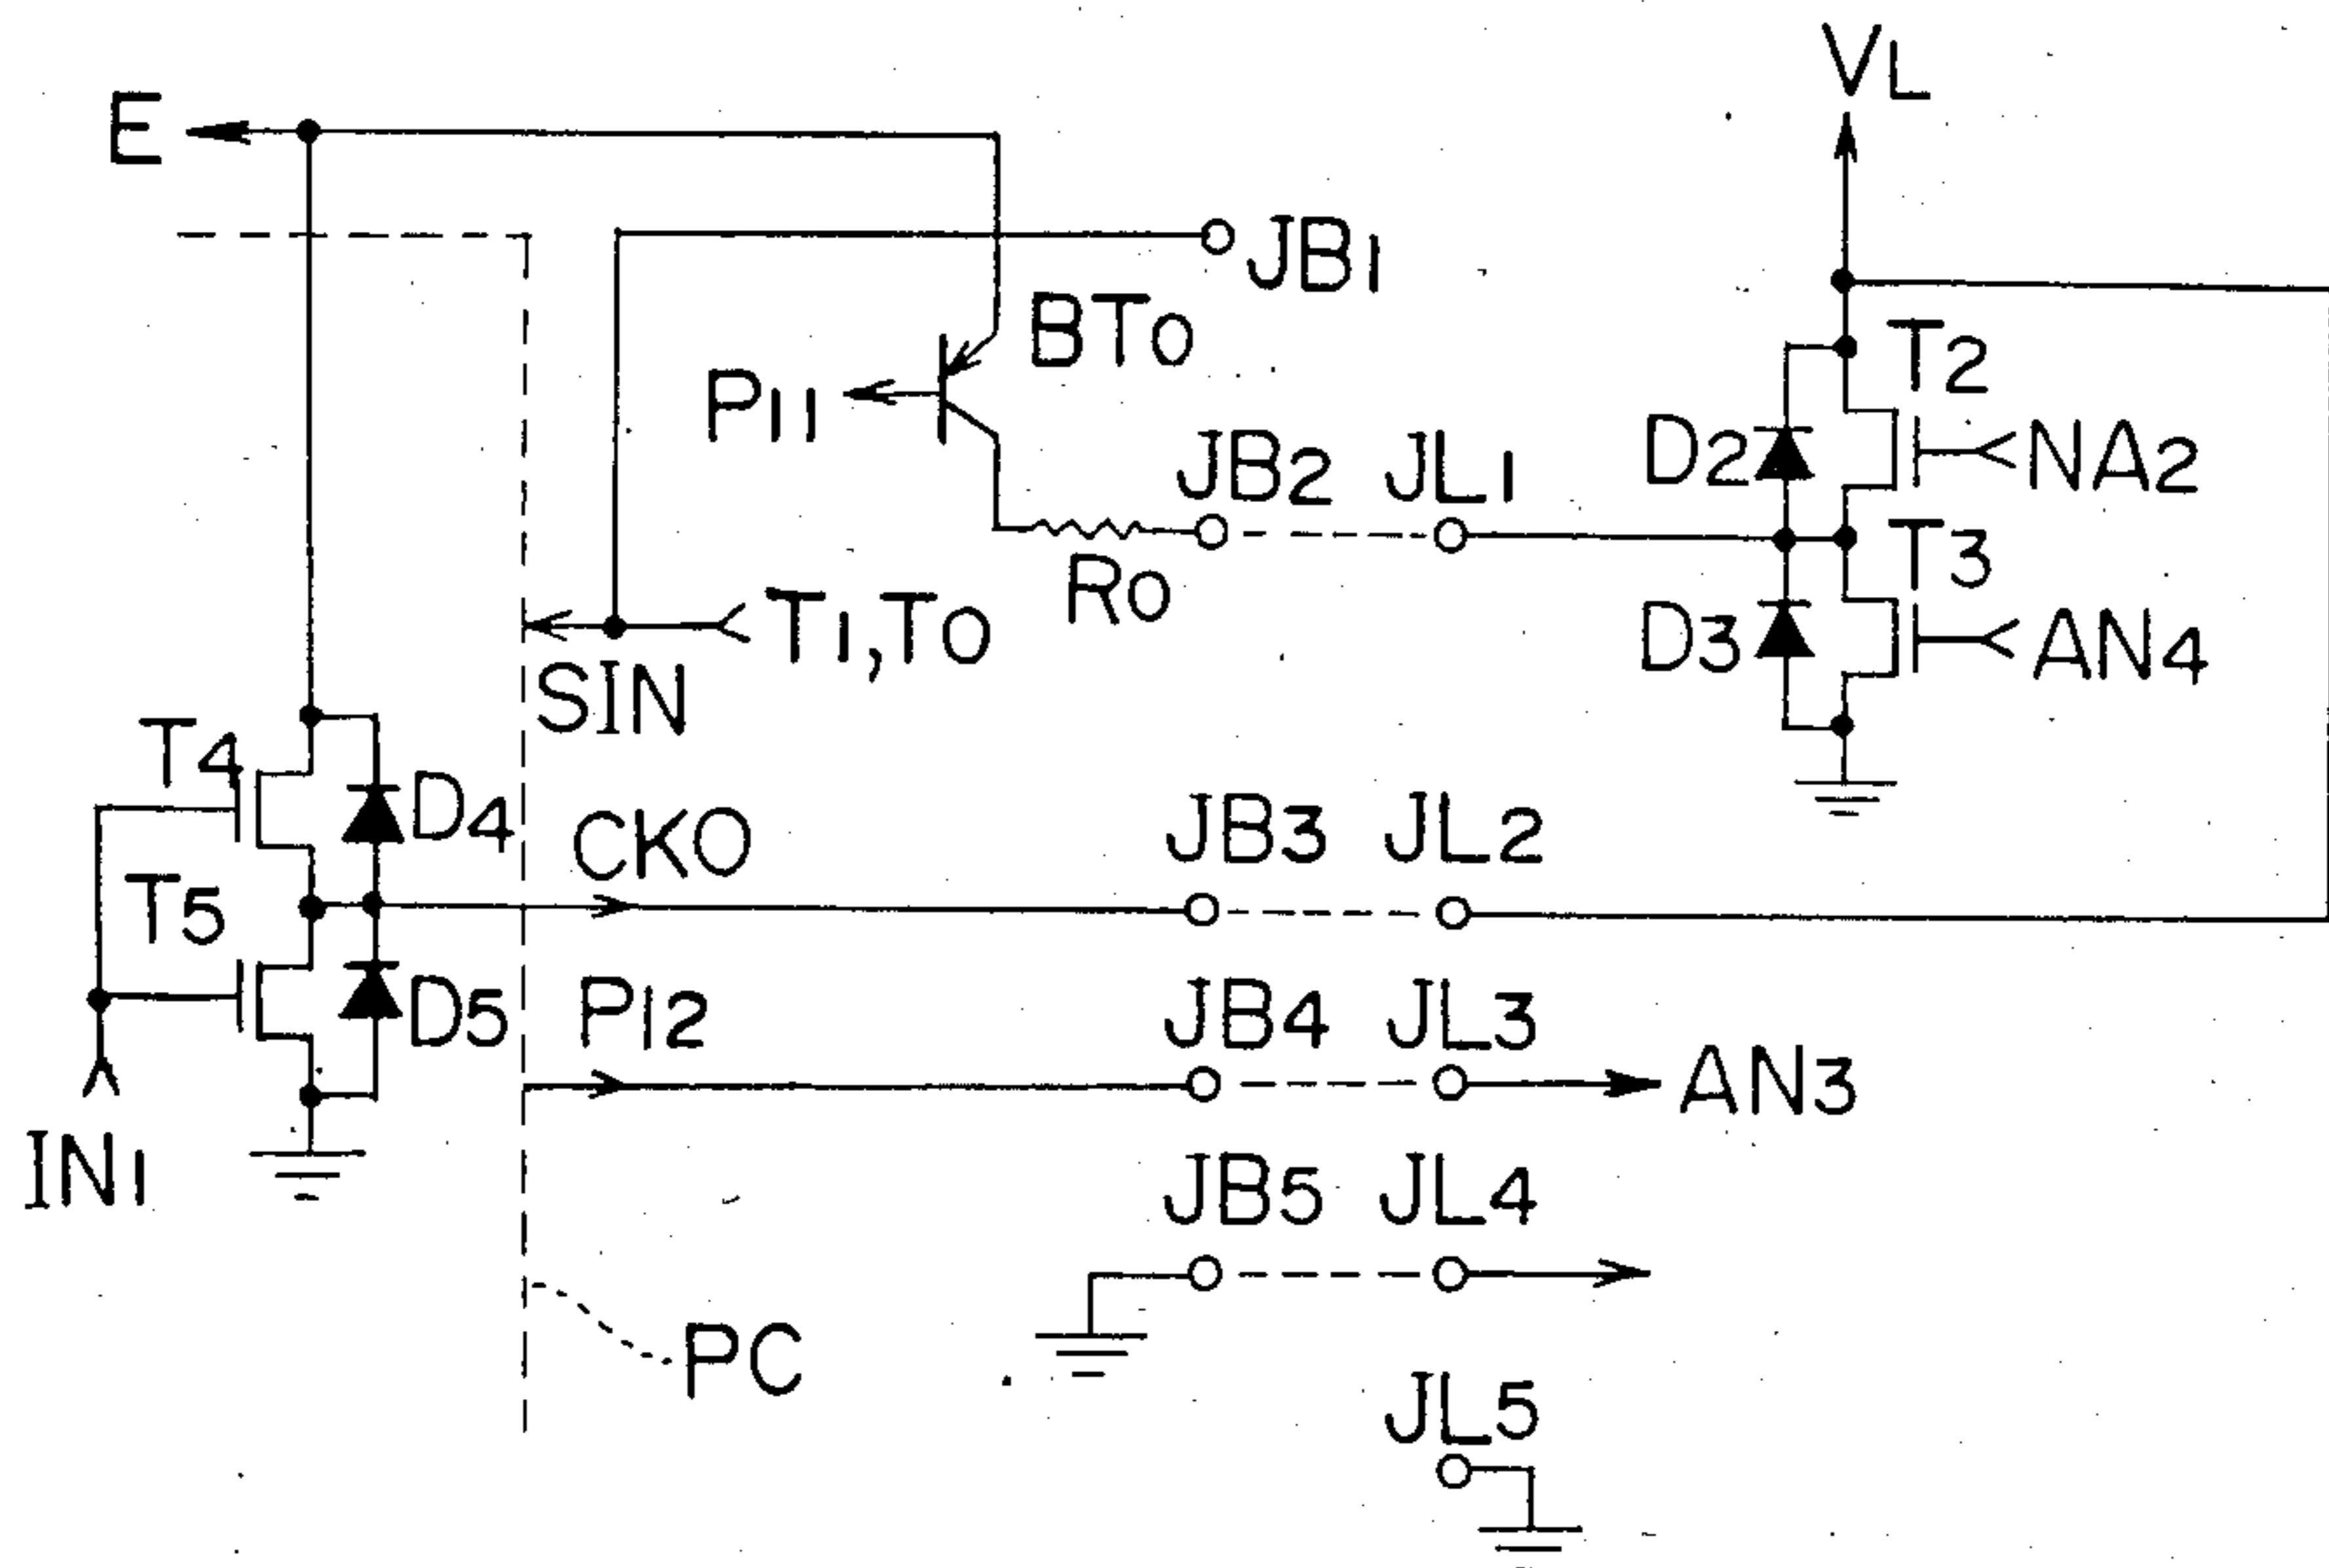 VL
E
JB1
BT0
P11
T2
D2
NA2
JB2
JL1
T3
R0
T1,T0
D3
AN4
SIN
T4
D4
CKO
JB3
JL2
T5
D5
P12
JB4
JL3
AN3
IN1
JB5
JL4
PC
JL5